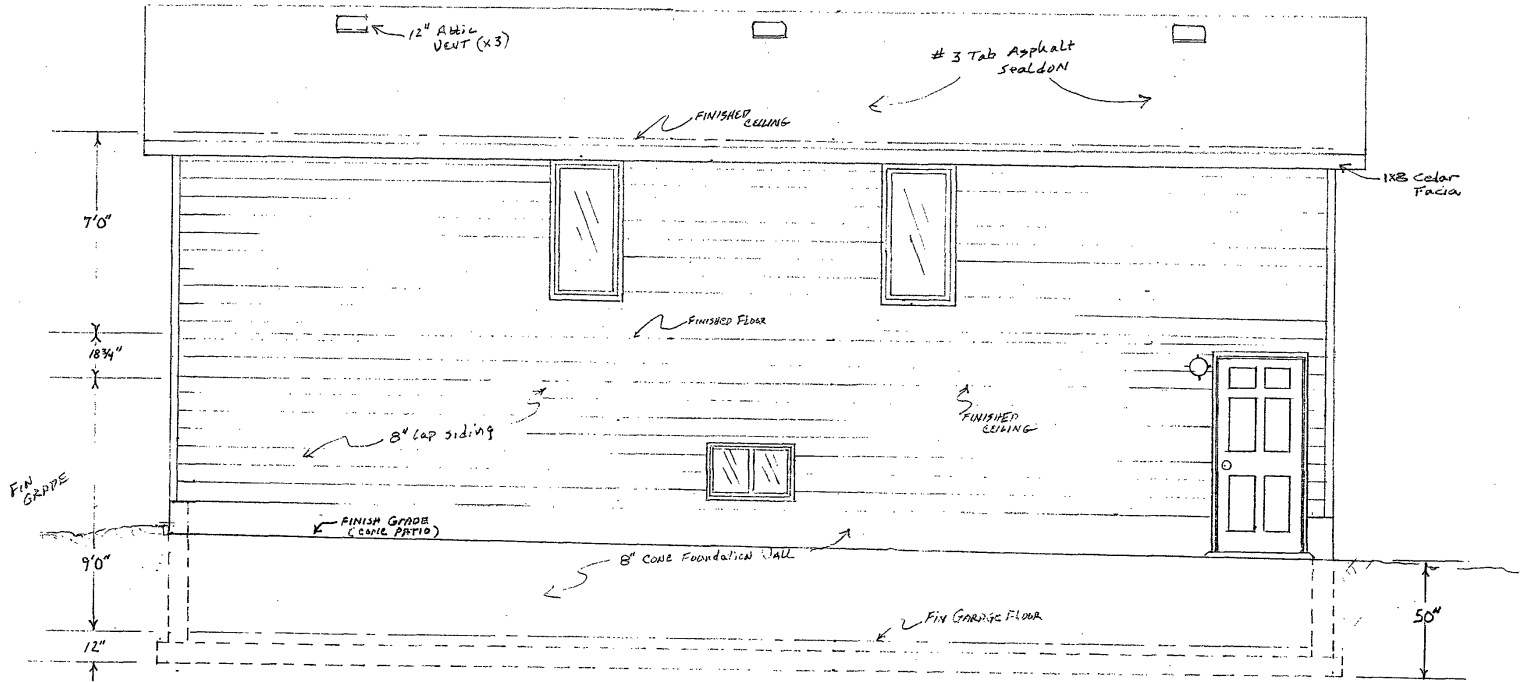 12" Attic
VENT (x3)
# 3 Tab Asphalt
Sealdon
FINISHED
CEILING
1X8 Cedar
Facia
7'0"
FINISHED FLOOR
18 3/4"
FINISHED
CEILING
8" Lap siding
FIN
GRADE
FINISH GRADE
(CONC PATIO)
8" CONC Foundation WALL
9'0"
FIN GARAGE FLOOR
50"
12"